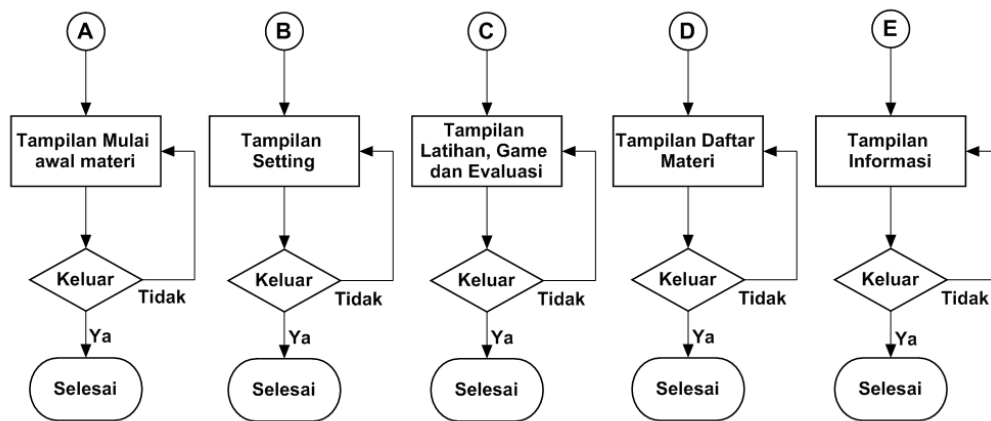 A
B
C
D
E
Tampilan Mulai
awal materi
Tampilan
Setting
Tampilan
Latihan, Game
dan Evaluasi
Tampilan Daftar
Materi
Tampilan
Informasi
Keluar
Tidak
Keluar
Tidak
Keluar
Tidak
Keluar
Tidak
Keluar
Tidak
Ya
Ya
Ya
Ya
Ya
Selesai
Selesai
Selesai
Selesai
Selesai